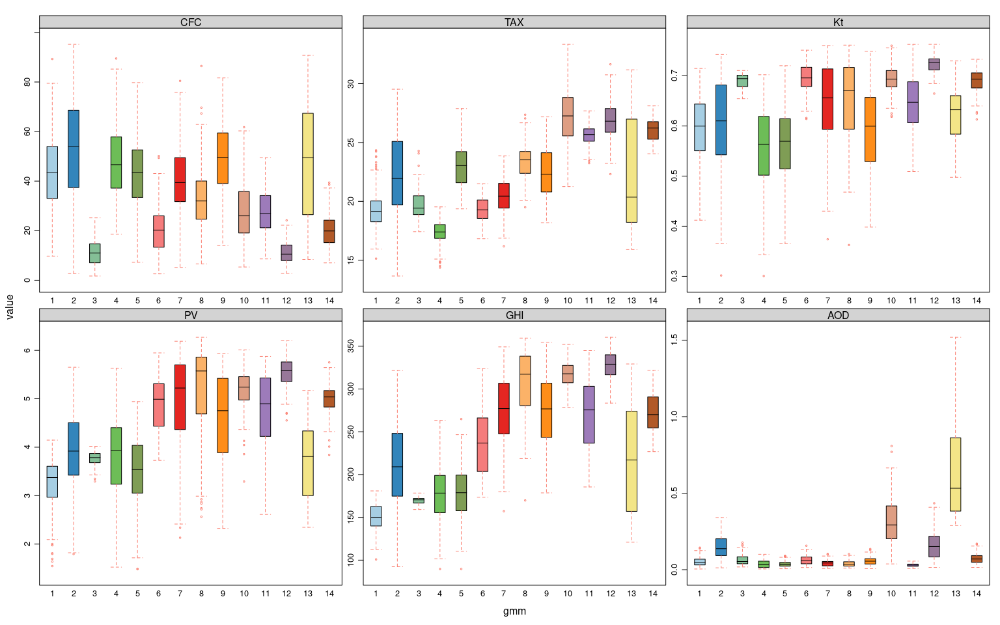 CFC TAX Kt
0 20 40 60 80
15 20 25 30
0.3 0.4 0.5 0.6 0.7
1 2 3 4 5 6 7 8 9 10 11 12 13 14
1 2 3 4 5 6 7 8 9 10 11 12 13 14
1 2 3 4 5 6 7 8 9 10 11 12 13 14
value
PV GHI AOD
2 3 4 5 6
100 150 200 250 300 350
0.0 0.5 1.0 1.5
1 2 3 4 5 6 7 8 9 10 11 12 13 14
1 2 3 4 5 6 7 8 9 10 11 12 13 14
1 2 3 4 5 6 7 8 9 10 11 12 13 14
gmm